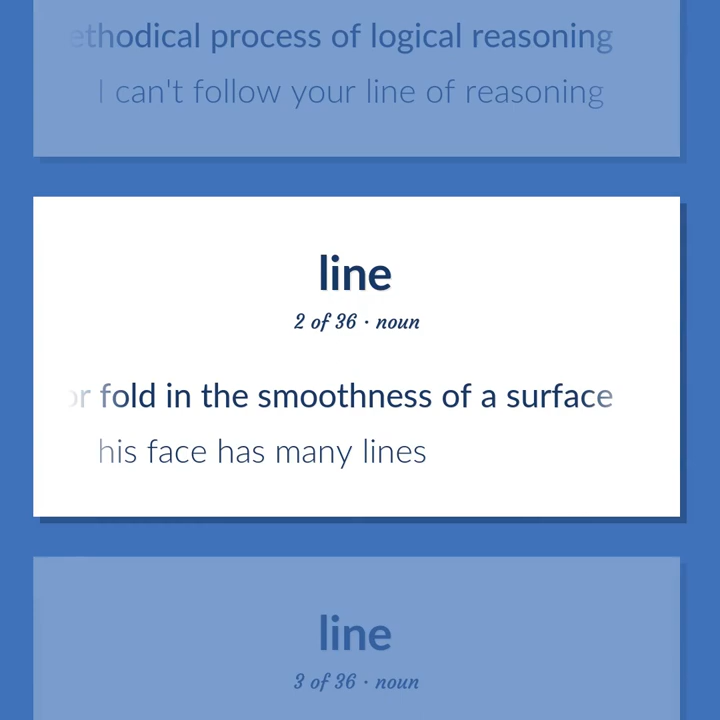 ethodical process of logical reasoning
I can't follow your line of reasoning
line
2 of 36 · noun
or fold in the smoothness of a surface
his face has many lines
line
3 of 36 · noun